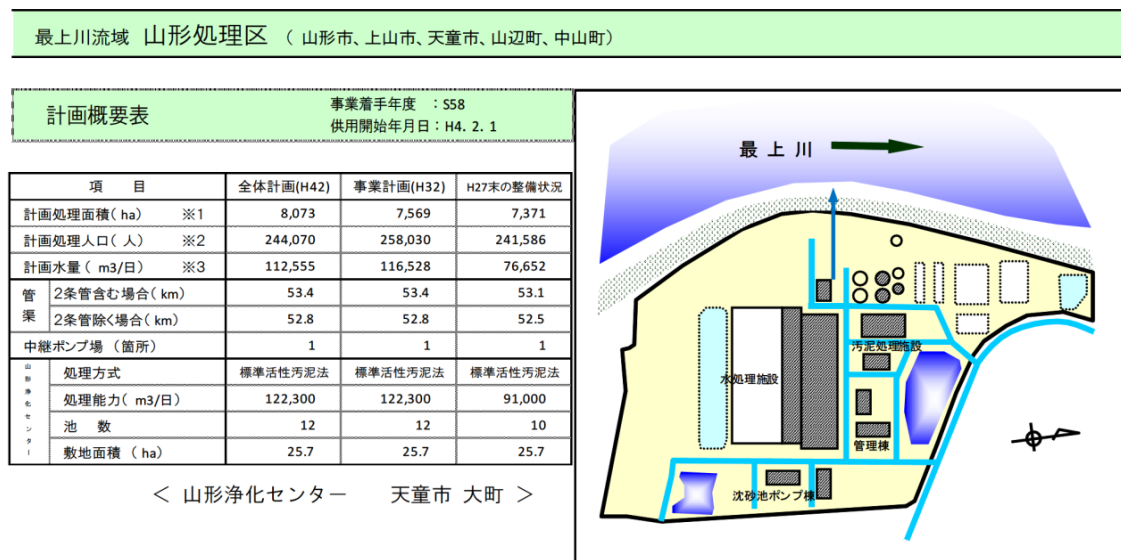 最上川流域 山形処理区 （ 山形市、上山市、天童市、山辺町、中山町）
計画概要表
事業着手年度 ：S58
供用開始年月日：H4. 2. 1
項 目 全体計画(H42) 事業計画(H32) H27末の整備状況
計画処理面積( ha) ※1 8,073 7,569 7,371
計画処理人口( 人) ※2 244,070 258,030 241,586
計画水量( m3/日) ※3 112,555 116,528 76,652
管渠 2条管含む場合( km) 53.4 53.4 53.1
2条管除く場合( km) 52.8 52.8 52.5
中継ポンプ場 （箇所） 1 1 1
山形浄化センター 処理方式 標準活性汚泥法 標準活性汚泥法 標準活性汚泥法
処理能力( m3/日) 122,300 122,300 91,000
池 数 12 12 10
敷地面積 （ ha) 25.7 25.7 25.7
＜ 山形浄化センター 天童市 大町 ＞
最 上 川
汚泥処理施設
水処理施設
管理棟
沈砂池ポンプ棟